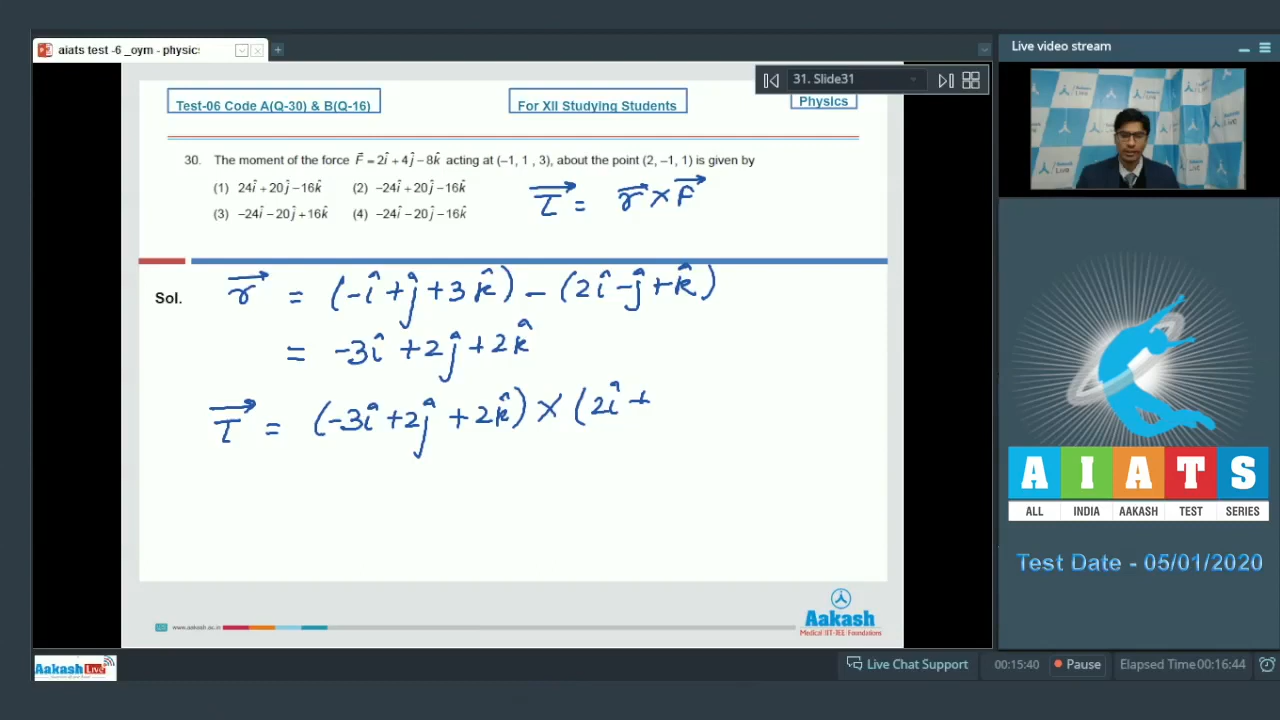 aiats test -6 _oym - physic:
Live video stream
31. Slide31
Test-06 Code A(Q-30) & B(Q-16)
For XII Studying Students
Physics
30. The moment of the force F⃗ = 2î + 4ĵ – 8k̂ acting at (–1, 1 , 3), about the point (2, –1, 1) is given by
(1) 24î + 20ĵ – 16k̂ (2) –24î + 20ĵ – 16k̂
(3) –24î – 20ĵ + 16k̂ (4) –24î – 20ĵ – 16k̂
τ⃗ = r⃗ × F⃗
Sol.
r⃗ = (-î + ĵ + 3k̂) - (2î - ĵ + k̂)
= -3î + 2ĵ + 2k̂
τ⃗ = (-3î + 2ĵ + 2k̂) × (2î +
A I A T S
ALL INDIA AAKASH TEST SERIES
Test Date - 05/01/2020
www.aakash.ac.in
Aakash
Medical|IIT-JEE|Foundations
Aakash Live
Live Chat Support
00:15:40
Pause
Elapsed Time 00:16:44